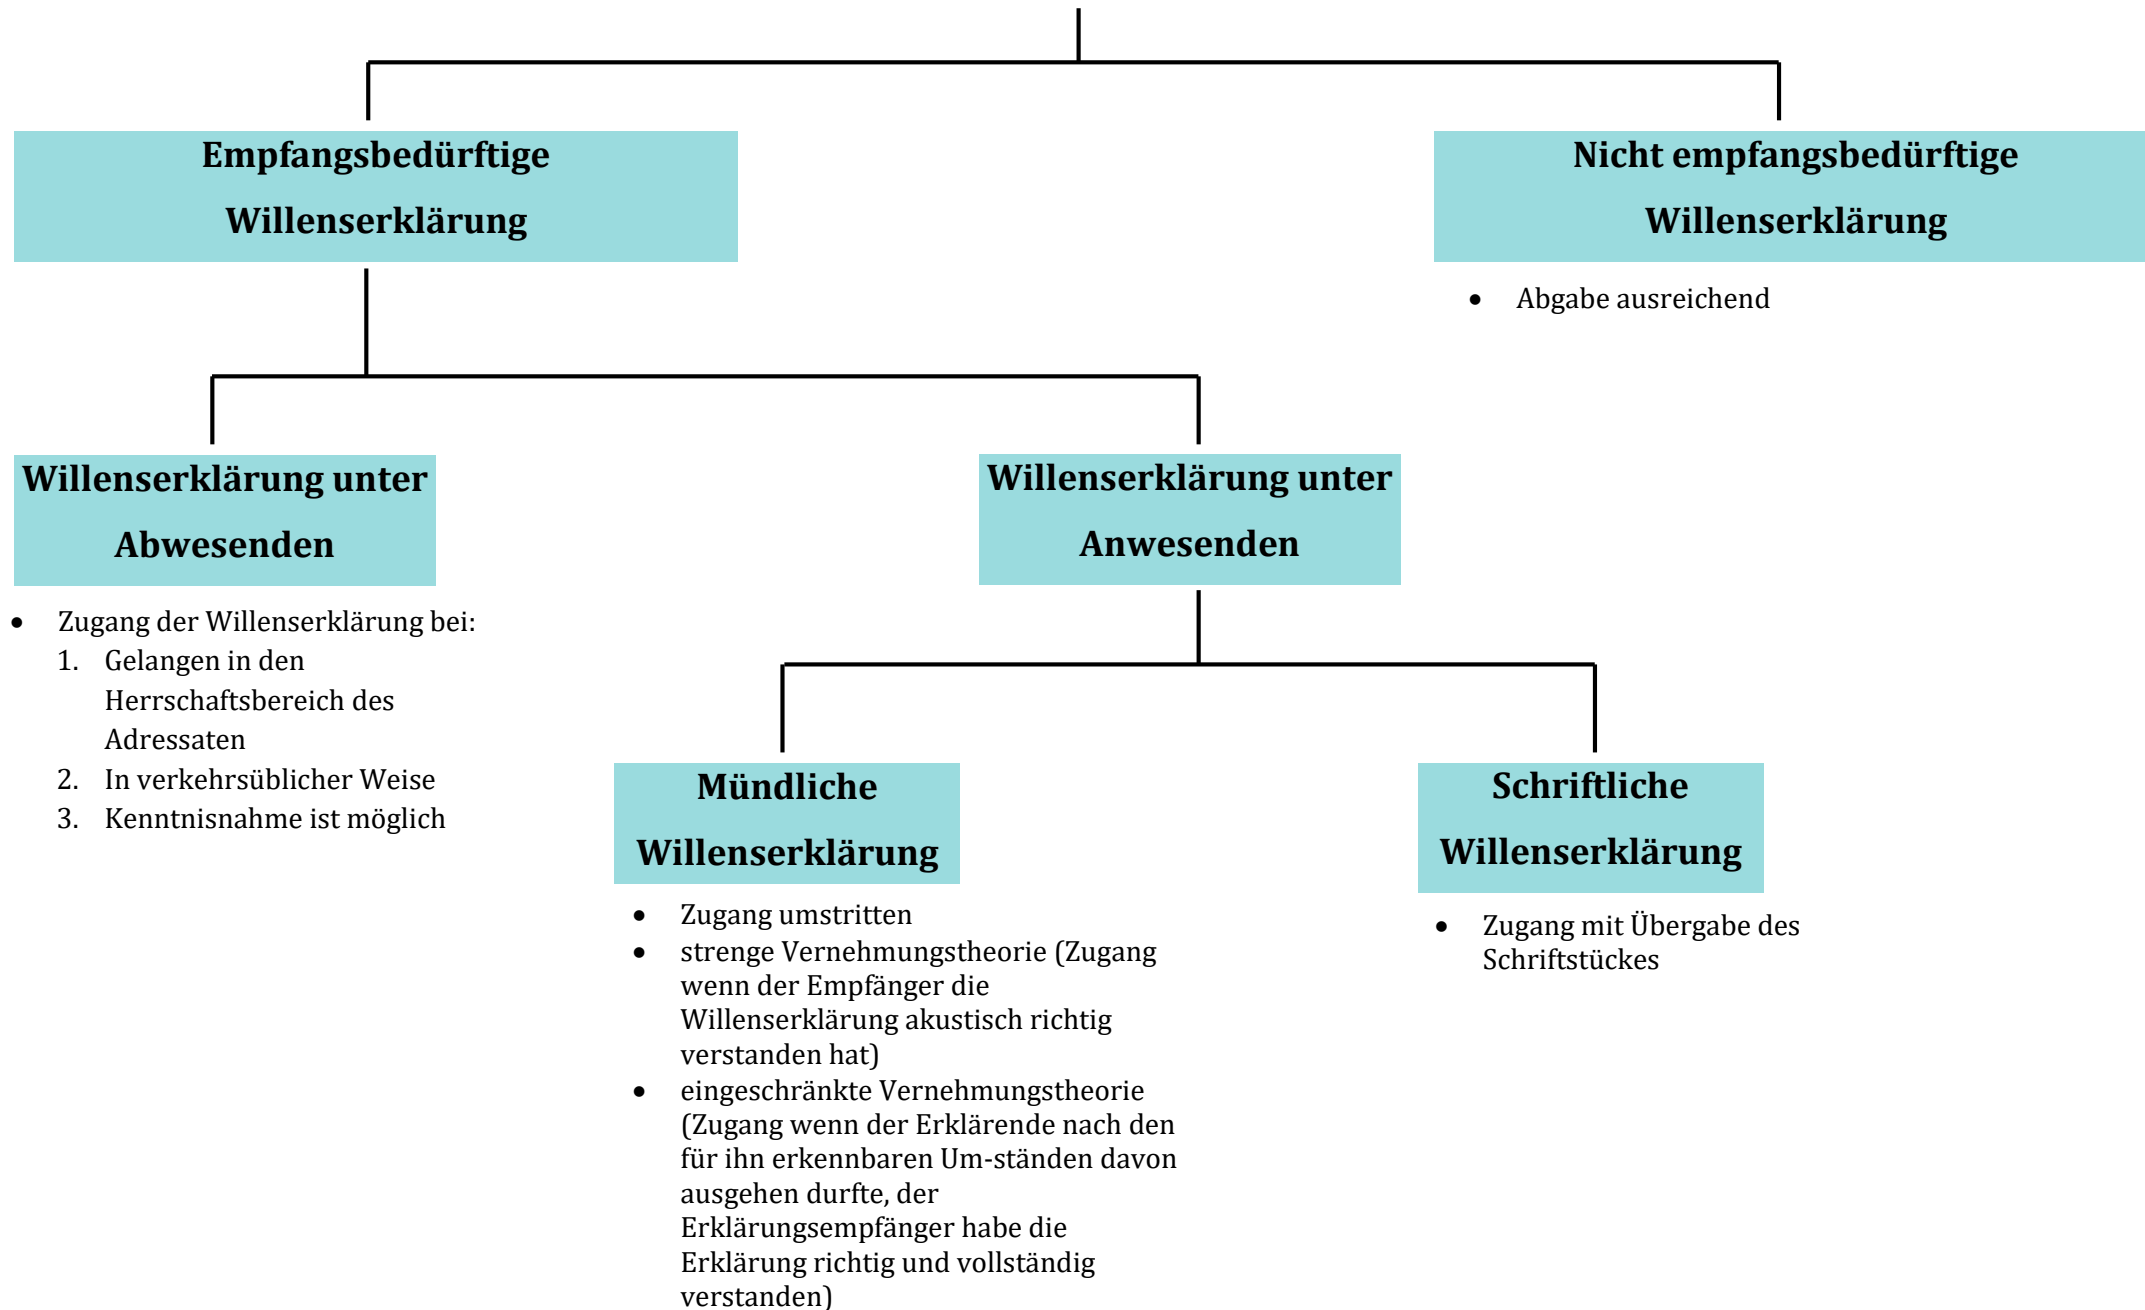 Empfangsbedürftige
Willenserklärung
Nicht empfangsbedürftige
Willenserklärung
• Abgabe ausreichend
Willenserklärung unter
Abwesenden
Willenserklärung unter
Anwesenden
• Zugang der Willenserklärung bei:
1. Gelangen in den
Herrschaftsbereich des
Adressaten
2. In verkehrsüblicher Weise
3. Kenntnisnahme ist möglich
Mündliche
Willenserklärung
• Zugang umstritten
• strenge Vernehmungstheorie (Zugang
wenn der Empfänger die
Willenserklärung akustisch richtig
verstanden hat)
• eingeschränkte Vernehmungstheorie
(Zugang wenn der Erklärende nach den
für ihn erkennbaren Um-ständen davon
ausgehen durfte, der
Erklärungsempfänger habe die
Erklärung richtig und vollständig
verstanden)
Schriftliche
Willenserklärung
• Zugang mit Übergabe des
Schriftstückes